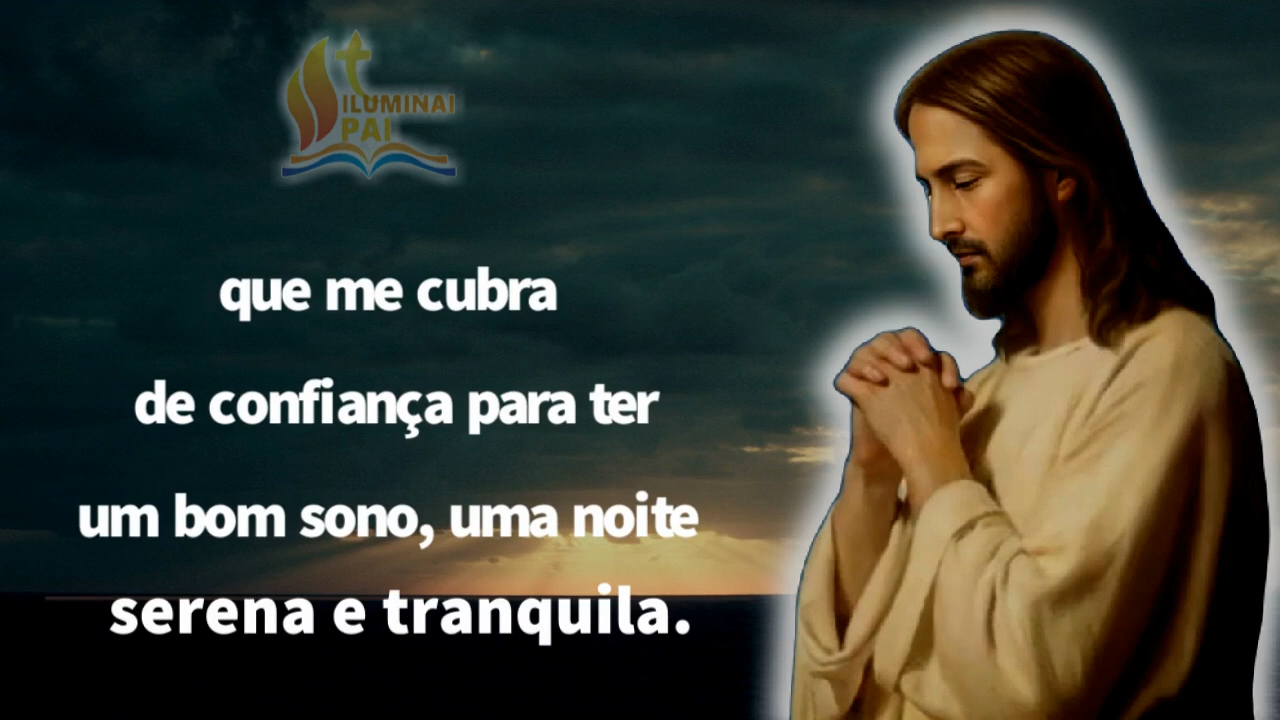 ILUMINAI
PAI
que me cubra
de confiança para ter
um bom sono, uma noite
serena e tranquila.